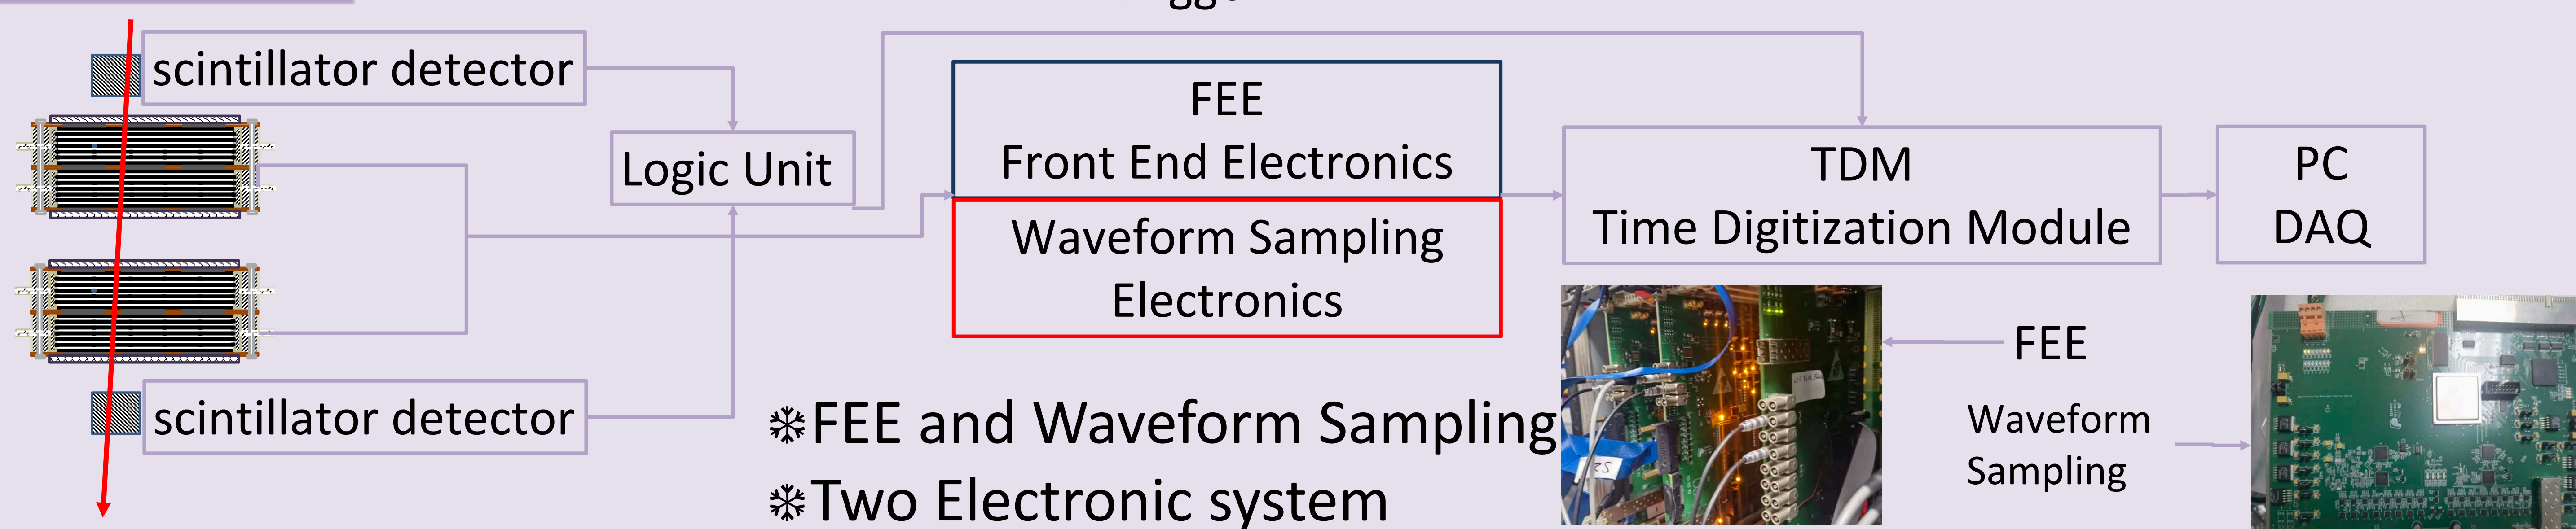 scintillator detector
Logic Unit
scintillator detector
FEE
Front End Electronics
Waveform Sampling
Electronics
TDM
Time Digitization Module
PC
DAQ
FEE
Waveform
Sampling
❄FEE and Waveform Sampling
❄Two Electronic system